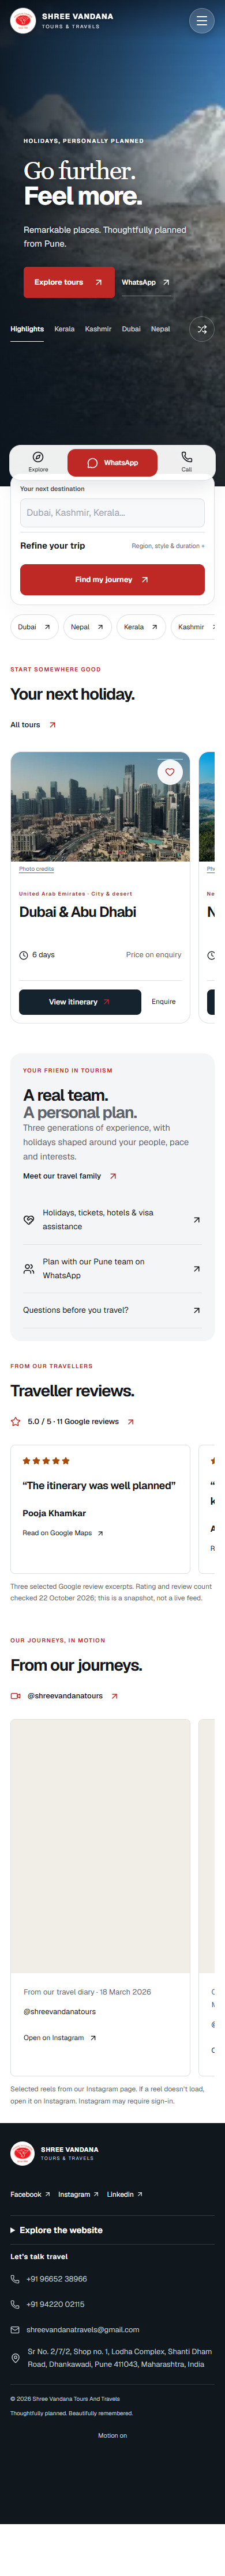 SHREE VANDANA
TOURS & TRAVELS
HOLIDAYS, PERSONALLY PLANNED
Go further.
Feel more.
Remarkable places. Thoughtfully planned
from Pune.
Explore tours
WhatsApp
Highlights
Kerala
Kashmir
Dubai
Nepal
Explore
WhatsApp
Call
Your next destination
Dubai, Kashmir, Kerala...
Refine your trip
Region, style & duration +
Find my journey
Dubai
Nepal
Kerala
Kashmir
START SOMEWHERE GOOD
Your next holiday.
All tours
Photo credits
United Arab Emirates · City & desert
Dubai & Abu Dhabi
6 days
Price on enquiry
View itinerary
Enquire
YOUR FRIEND IN TOURISM
A real team.
A personal plan.
Three generations of experience, with
holidays shaped around your people, pace
and interests.
Meet our travel family
Holidays, tickets, hotels & visa
assistance
Plan with our Pune team on
WhatsApp
Questions before you travel?
FROM OUR TRAVELLERS
Traveller reviews.
5.0 / 5 · 11 Google reviews
“The itinerary was well planned”
Pooja Khamkar
Read on Google Maps
Three selected Google review excerpts. Rating and review count
checked 22 October 2026; this is a snapshot, not a live feed.
OUR JOURNEYS, IN MOTION
From our journeys.
@shreevandanatours
From our travel diary · 18 March 2026
@shreevandanatours
Open on Instagram
Selected reels from our Instagram page. If a reel doesn't load,
open it on Instagram. Instagram may require sign-in.
SHREE VANDANA
TOURS & TRAVELS
Facebook
Instagram
Linkedin
Explore the website
Let's talk travel
+91 96652 38966
+91 94220 02115
shreevandanatravels@gmail.com
Sr No. 2/7/2, Shop no. 1, Lodha Complex, Shanti Dham
Road, Dhankawadi, Pune 411043, Maharashtra, India
© 2026 Shree Vandana Tours And Travels
Thoughtfully planned. Beautifully remembered.
Motion on